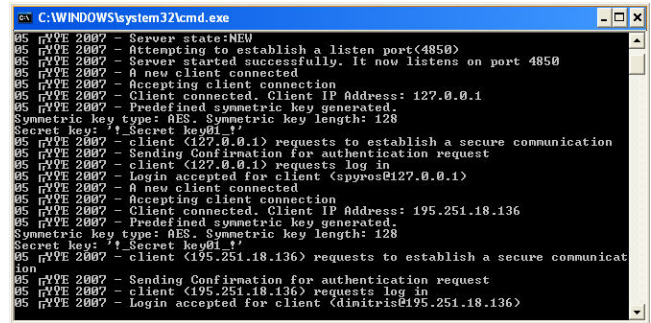 C:\WINDOWS\system32\cmd.exe
05 2007 - Server state:NEW
05 2007 - Attempting to establish a listen port(4850)
05 2007 - Server started successfully. It now listens on port 4850
05 2007 - A new client connected
05 2007 - Accepting client connection
05 2007 - Client connected. Client IP Address: 127.0.0.1
05 2007 - Predefined symmetric key generated.
Symmetric key type: AES. Symmetric key length: 128
Secret key: '!_Secret key01_!'
05 2007 - client (127.0.0.1) requests to establish a secure communication
05 2007 - Sending Confirmation for authentication request
05 2007 - client (127.0.0.1) requests log in
05 2007 - Login accepted for client (spyros@127.0.0.1)
05 2007 - A new client connected
05 2007 - Accepting client connection
05 2007 - Client connected. Client IP Address: 195.251.18.136
05 2007 - Predefined symmetric key generated.
Symmetric key type: AES. Symmetric key length: 128
Secret key: '!_Secret key01_!'
05 2007 - client (195.251.18.136) requests to establish a secure communicat
ion
05 2007 - Sending Confirmation for authentication request
05 2007 - client (195.251.18.136) requests log in
05 2007 - Login accepted for client (dimitris@195.251.18.136)